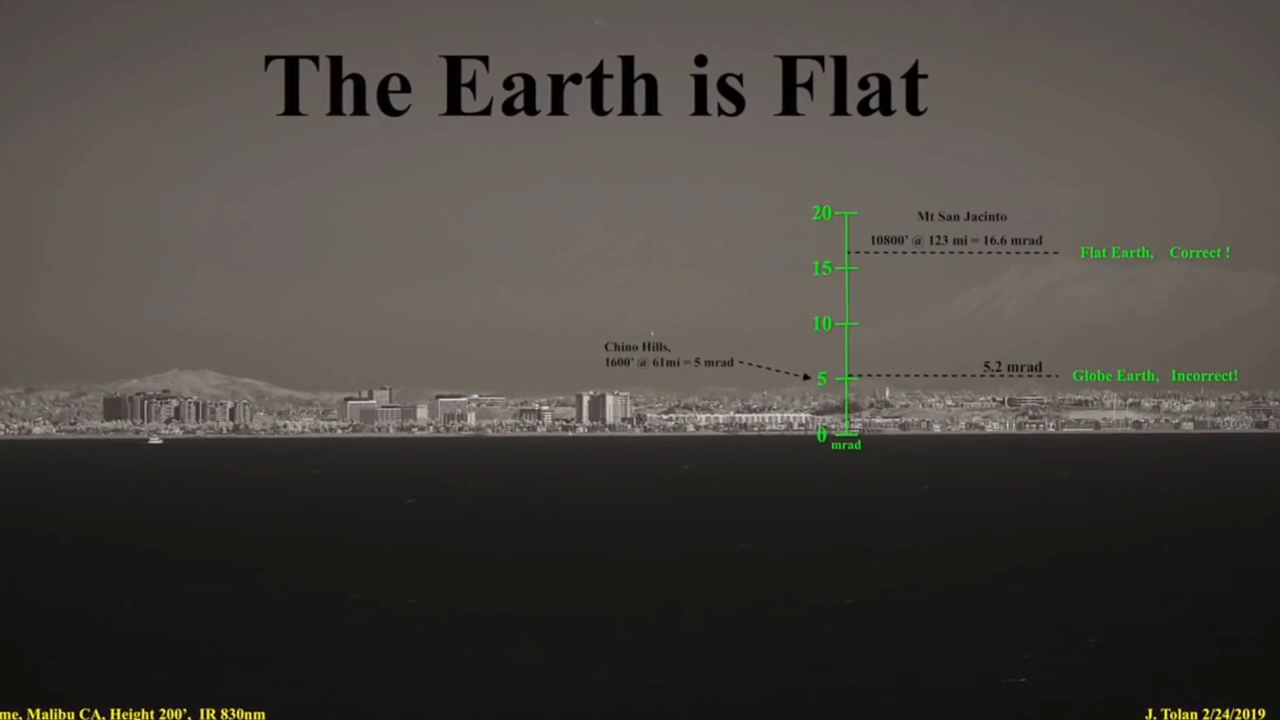 The Earth is Flat
20
Mt San Jacinto
10800' @ 123 mi = 16.6 mrad
Flat Earth, Correct !
15
10
Chino Hills,
1600' @ 61mi = 5 mrad
5
5.2 mrad
Globe Earth, Incorrect!
0
mrad
me, Malibu CA, Height 200', IR 830nm
J. Tolan 2/24/2019